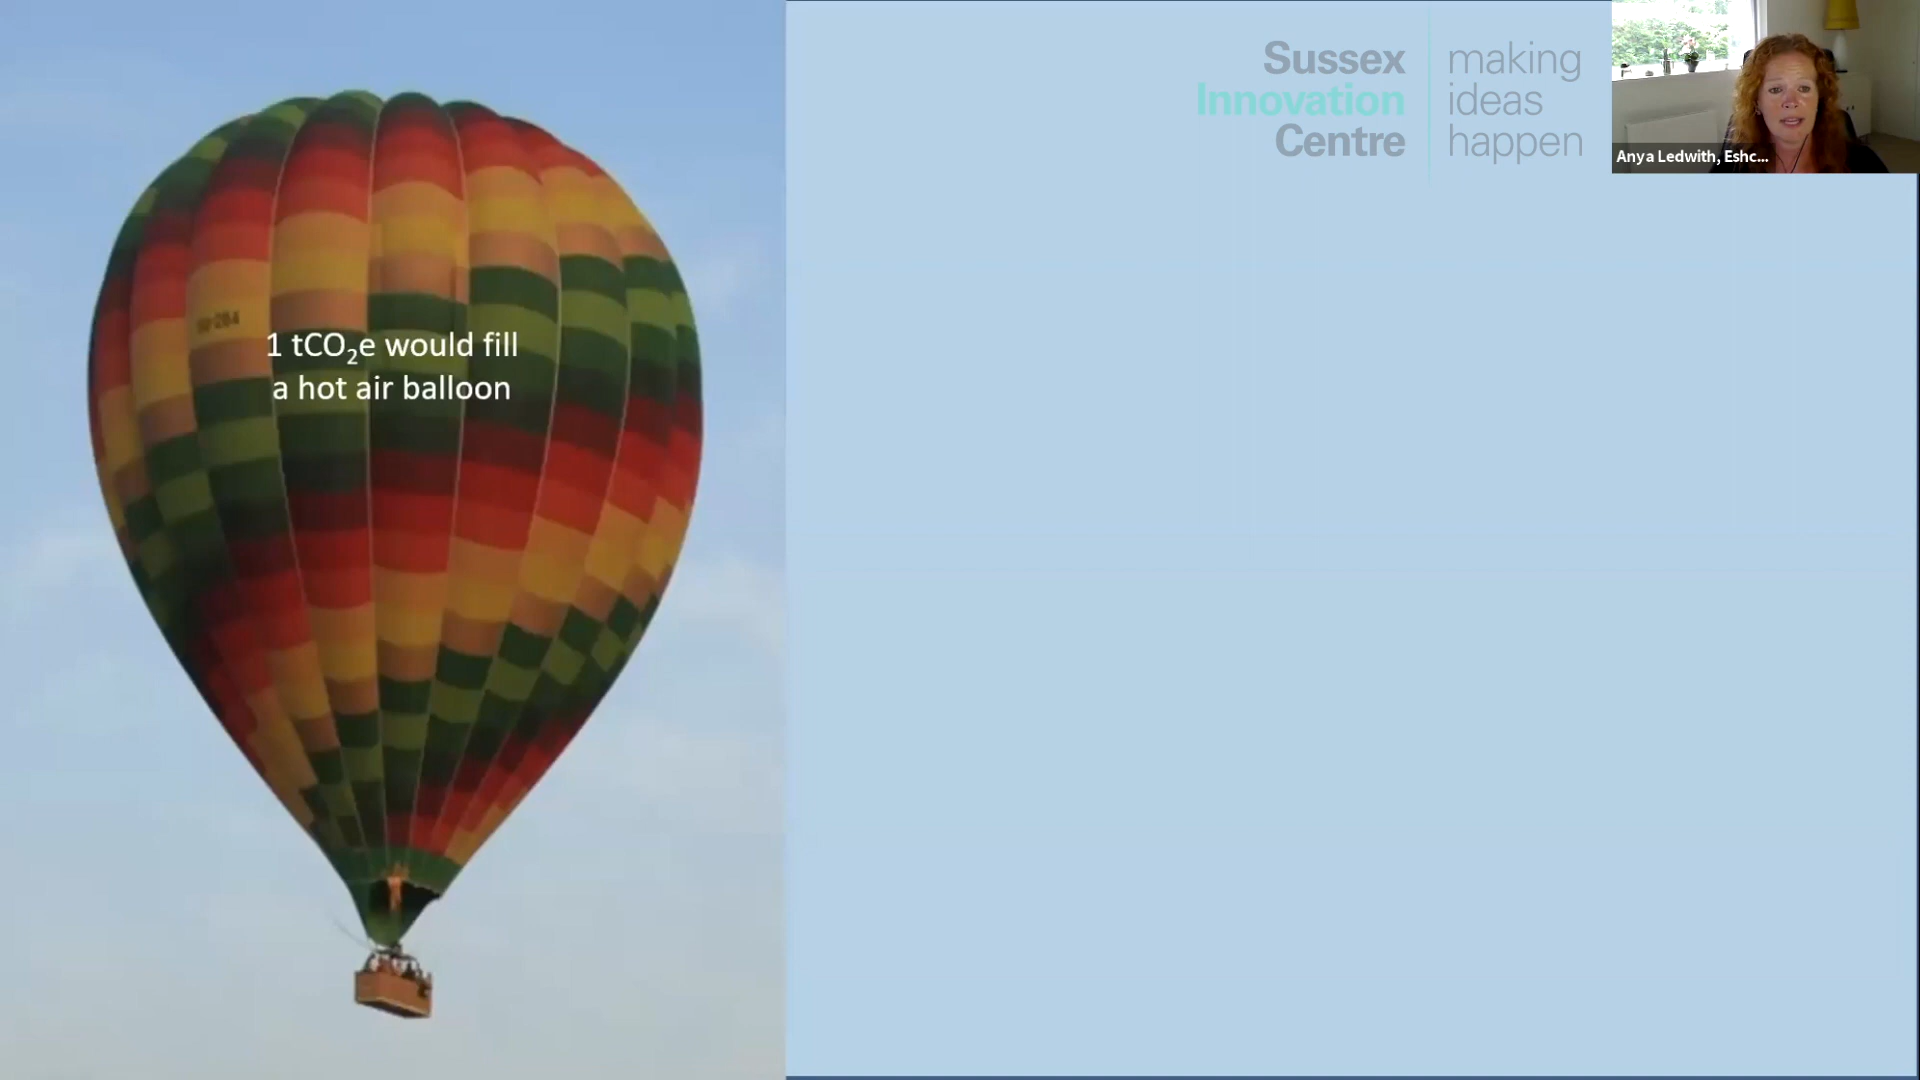 1 tCO₂e would fill
a hot air balloon
Sussex
Innovation
Centre
making
ideas
happen
Anya Ledwith, Eshc...